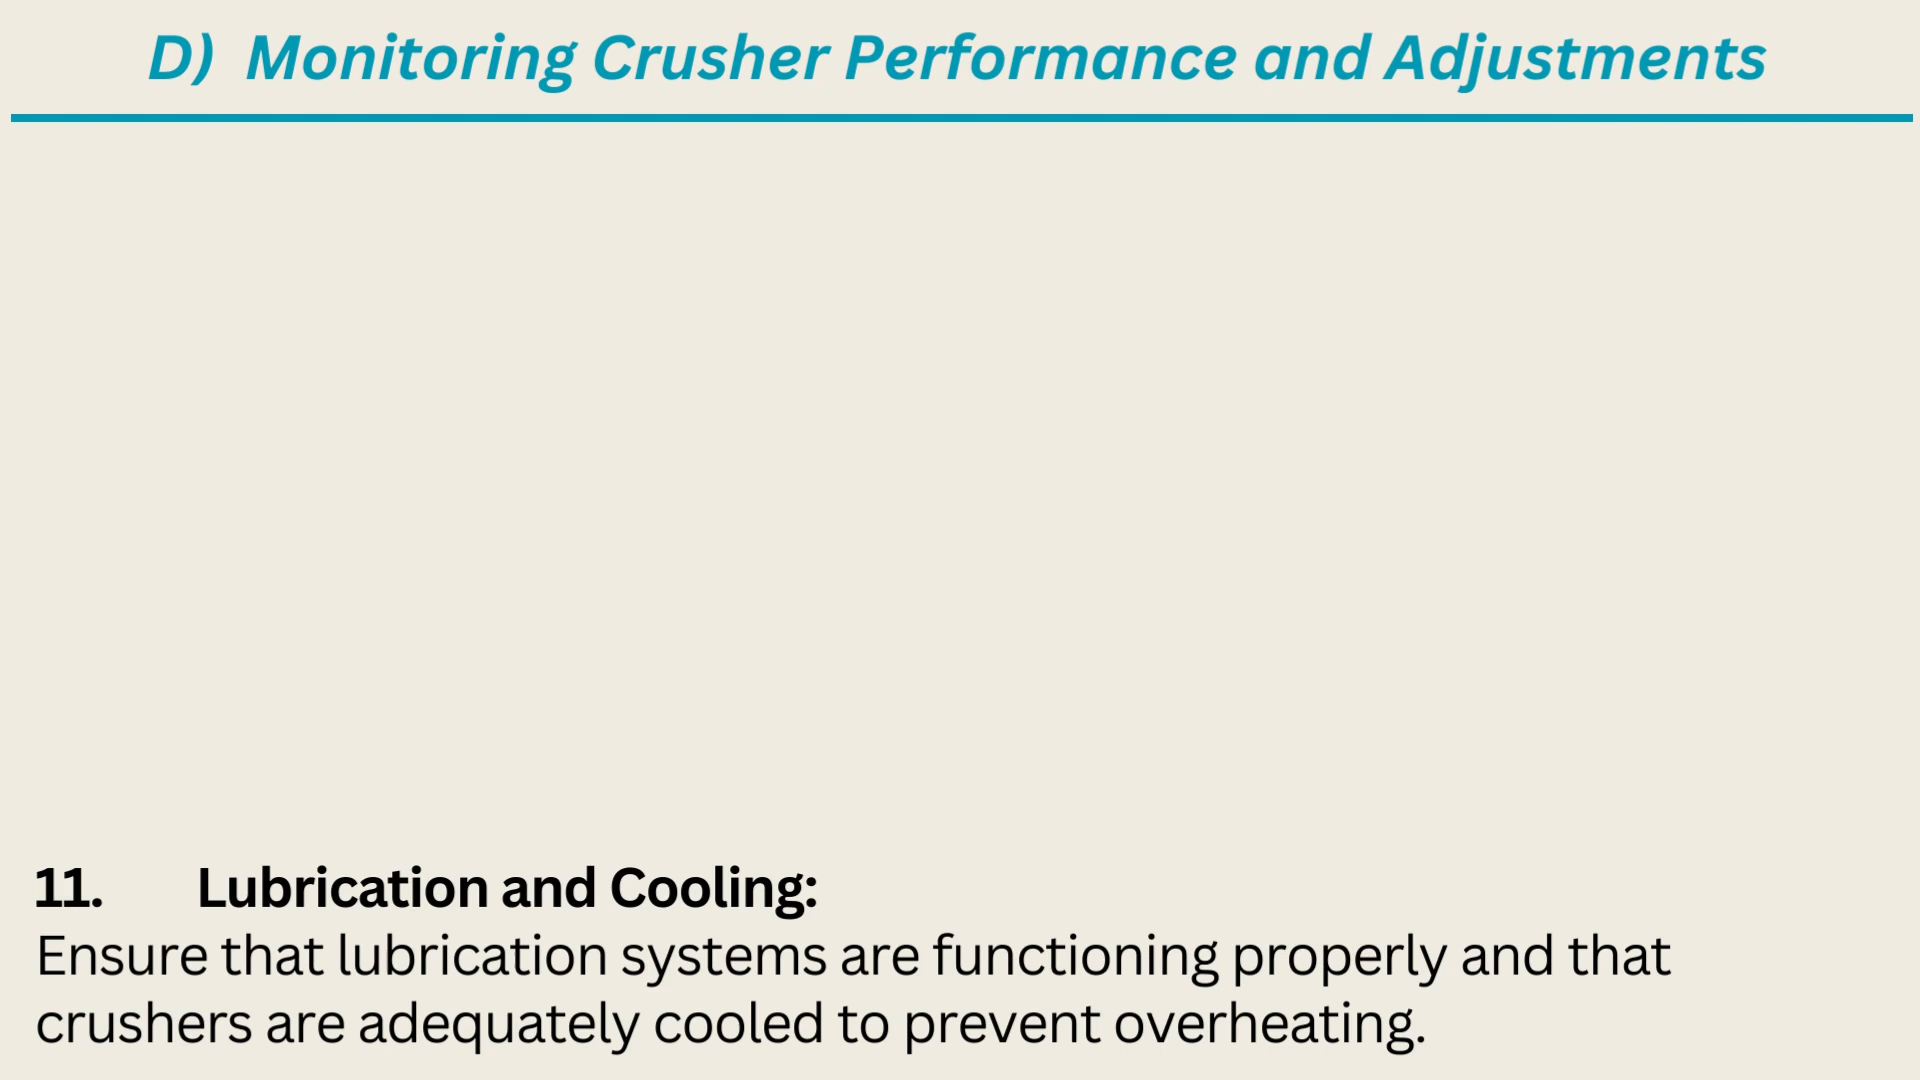 D) Monitoring Crusher Performance and Adjustments
11. Lubrication and Cooling:
Ensure that lubrication systems are functioning properly and that
crushers are adequately cooled to prevent overheating.